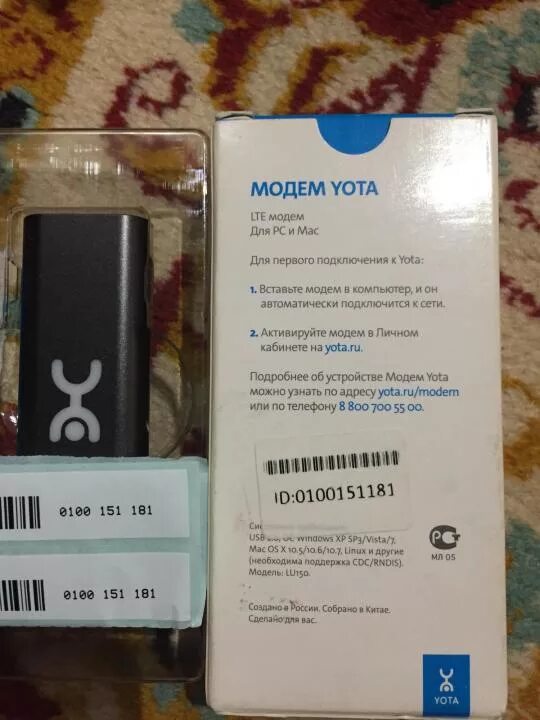 МОДЕМ YOTA
LTE модем
Для PC и Mac
Для первого подключения к Yota:
1. Вставьте модем в компьютер, и он
автоматически подключится к сети.
2. Активируйте модем в Личном
кабинете на yota.ru.
Подробнее об устройстве Модем Yota
можно узнать по адресу yota.ru/modem
или по телефону 8 800 700 55 00.
ID:0100151181
USB 2.0, ОС Windows XP SP3/Vista/7,
Mac OS X 10.5/10.6/10.7, Linux и другие
(необходима поддержка CDC/RNDIS).
Модель: LU150.
МЛ 05
Создано в России. Собрано в Китае.
Сделано для вас.
YOTA
0100 151 181
0100 151 181